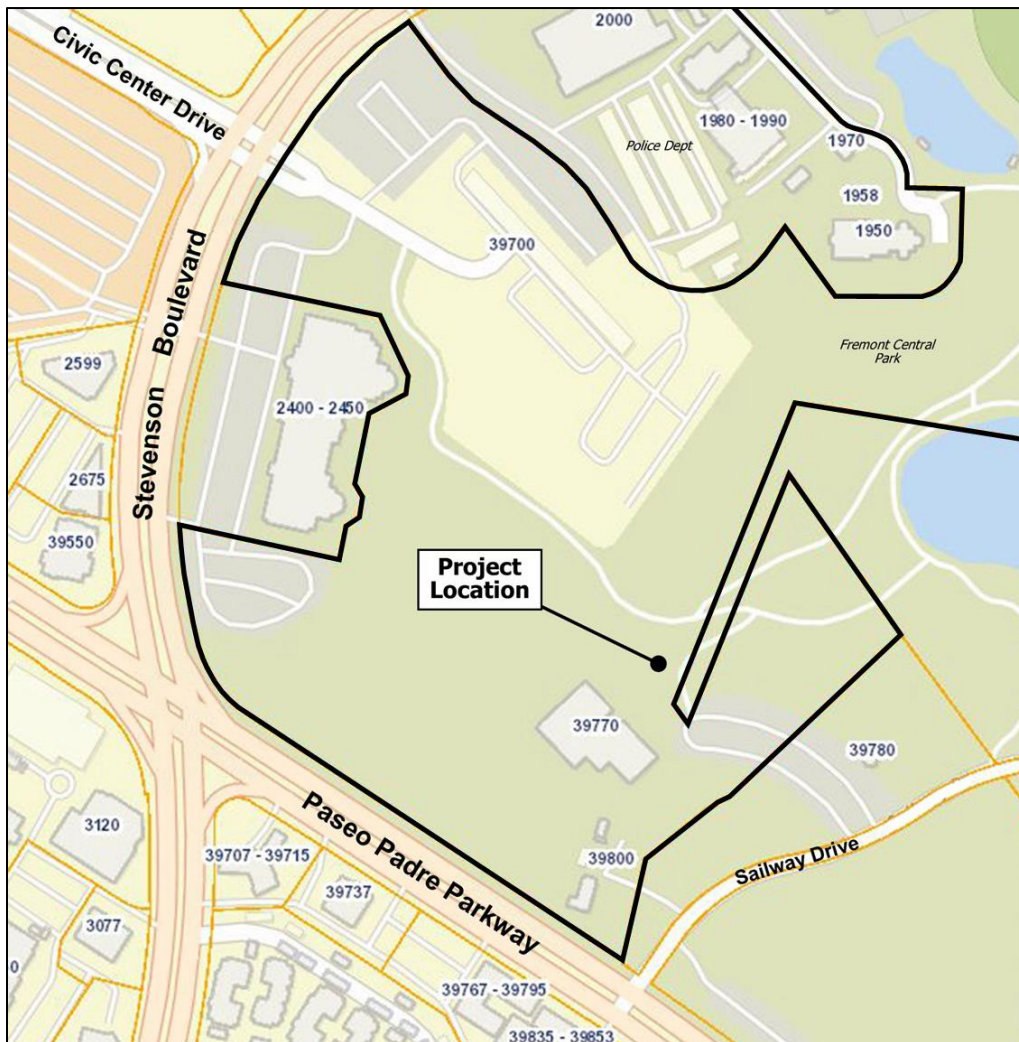 2000
Civic Center Drive
1980 - 1990
Police Dept
1970
1958
1950
39700
Stevenson Boulevard
Fremont Central
Park
2599
2400 - 2450
2675
39550
Project
Location
39770
39780
3120
Paseo Padre Parkway
39707 - 39715
39800
Sailway Drive
39737
3077
0
39767 - 39795
39835 - 39853